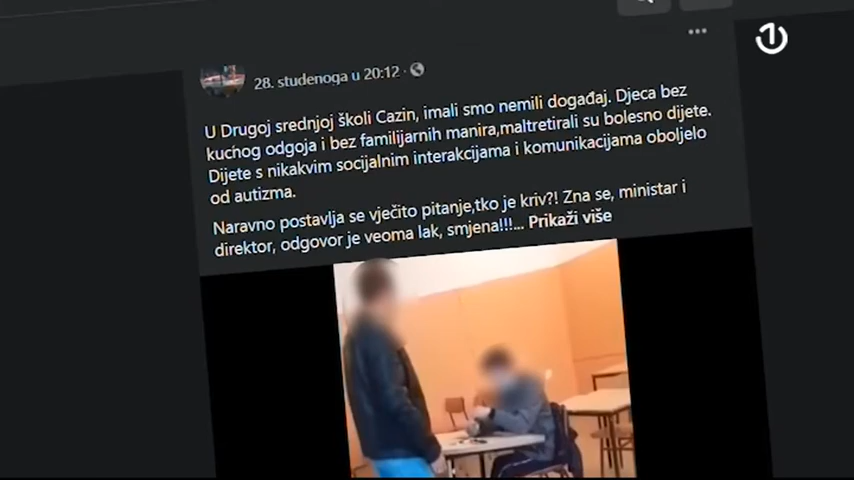 28. studenoga u 20:12 ·
U Drugoj srednjoj školi Cazin, imali smo nemili događaj. Djeca bez
kućnog odgoja i bez familijarnih manira,maltretirali su bolesno dijete.
Dijete s nikakvim socijalnim interakcijama i komunikacijama oboljelo
od autizma.
Naravno postavlja se vječito pitanje,tko je kriv?! Zna se, ministar i
direktor, odgovor je veoma lak, smjena!!!... Prikaži više